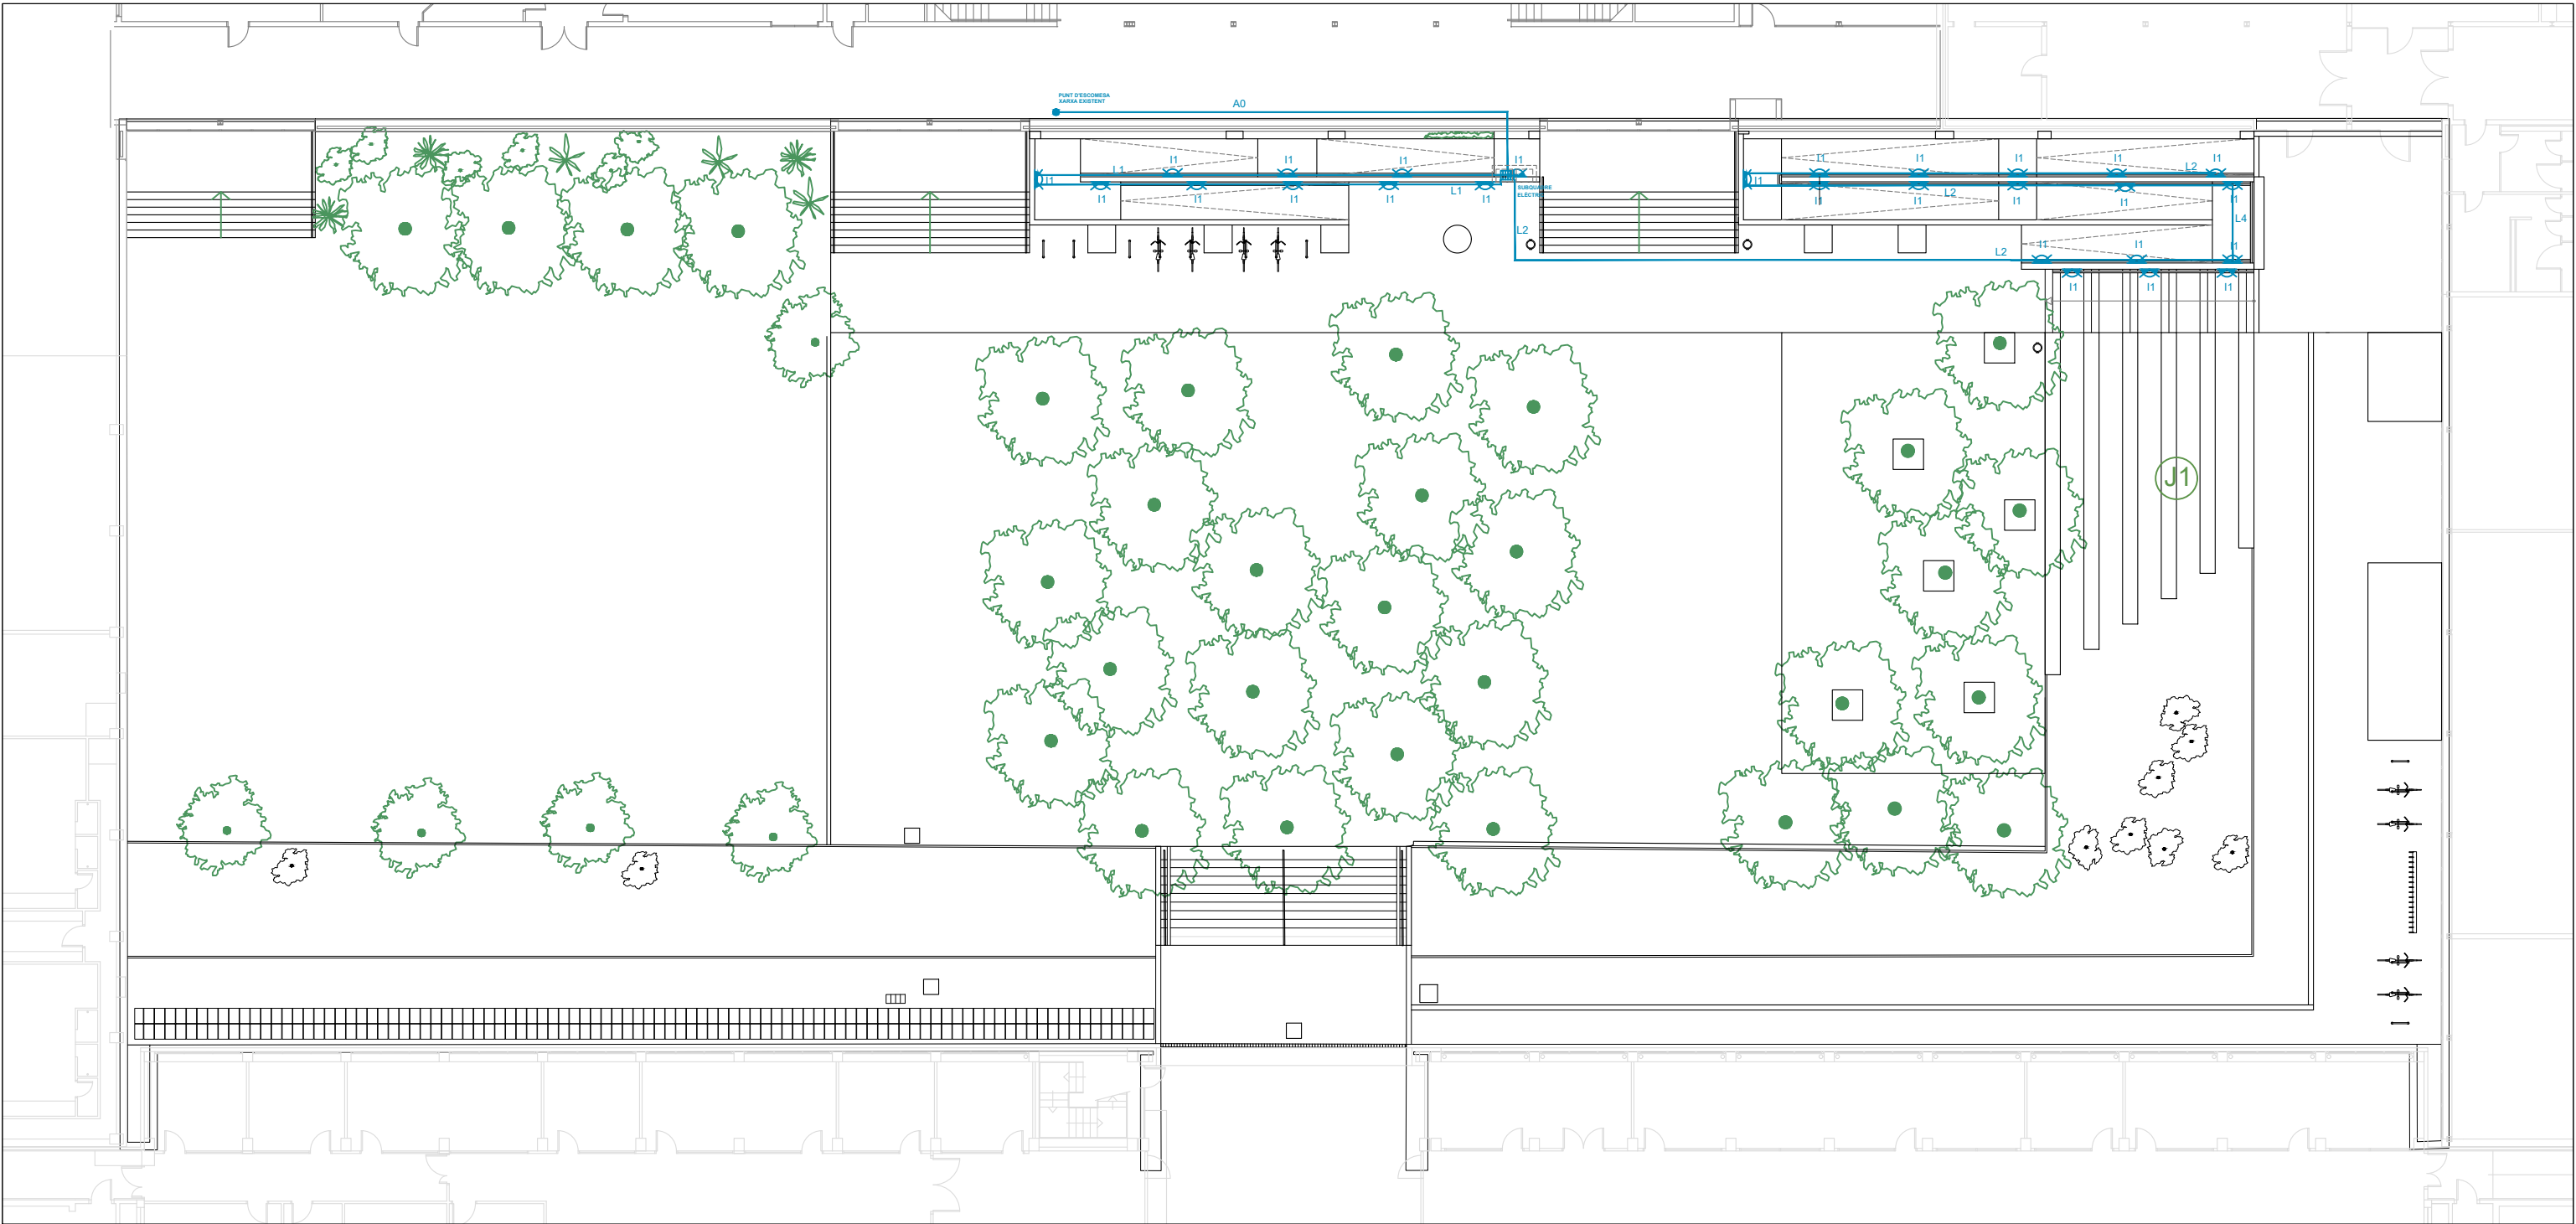 PUNT D'ESCOMESA
XARXA EXISTENT
A0
I1 I1 I1 I1 I1 I1 I1 I1 I1
L1 L2
I1 I1
SUBQUADRE
ELÈCTRIC
I1 I1 I1 I1 L1 I1 I1 I1 L2 I1 I1 I1
L4
L2
I1 I1 I1
L2
I1 I1 I1
J1